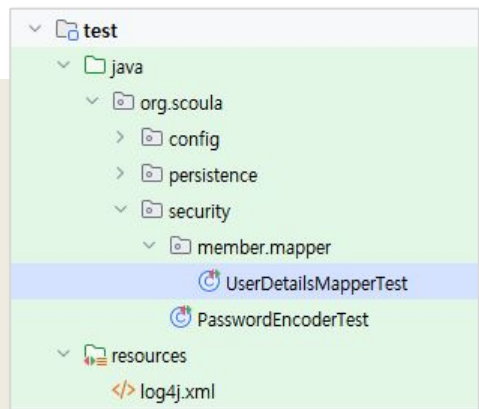 test
java
org.scoula
config
persistence
security
member.mapper
UserDetailsMapperTest
PasswordEncoderTest
resources
log4j.xml